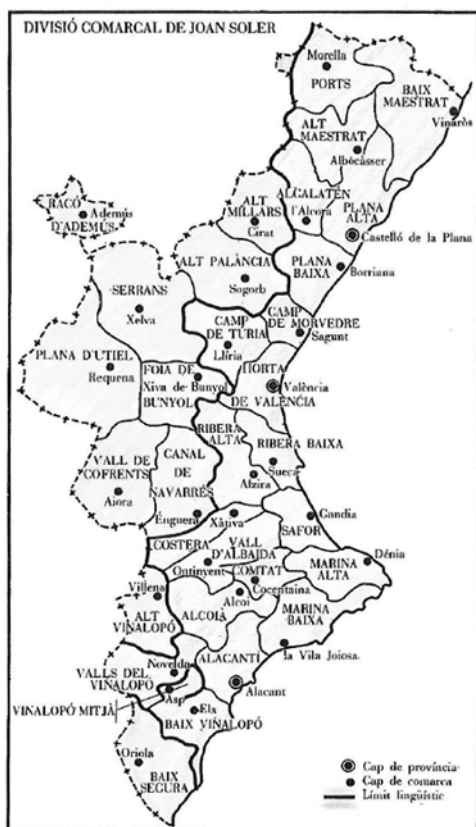 DIVISIÓ COMARCAL DE JOAN SOLER
Morella
PORTS
BAIX
MAESTRAT
Vinaròs
ALT
MAESTRAT
Albocàsser
RACÓ
Ademús
D'ADEMÚS
ALT
MILLARS
Cirat
ALCALATÉN
l'Alcora
PLANA
ALTA
Castelló de la Plana
ALT PALÀNCIA
Sogorb
PLANA
BAIXA
Borriana
SERRANS
Xelva
CAMP
DE TÚRIA
Llíria
CAMP
DE MORVEDRE
Sagunt
PLANA D'UTIEL
Requena
FOIA DE
Xiva de Bunyol
BUNYOL
HORTA
València
DE VALÈNCIA
RIBERA
ALTA
RIBERA BAIXA
Sueca
Alzira
VALL DE
COFRENTS
Aiora
CANAL
DE
NAVARRÉS
Énguera
Xàtiva
Gandia
SAFOR
COSTERA
VALL
D'ALBAIDA
Ontinyent
COMTAT
Cocentaina
Dénia
MARINA
ALTA
Villena
ALT
VINALOPÓ
ALCOIÀ
Alcoi
MARINA
BAIXA
la Vila Joiosa
Novelda
VALLS DEL
VINALOPÓ
ALACANTÍ
Alacant
VINALOPÓ MITJÀ
Asp
Elx
BAIX VINALOPÓ
Oriola
BAIX
SEGURA
Cap de província
Cap de comarca
Límit lingüístic